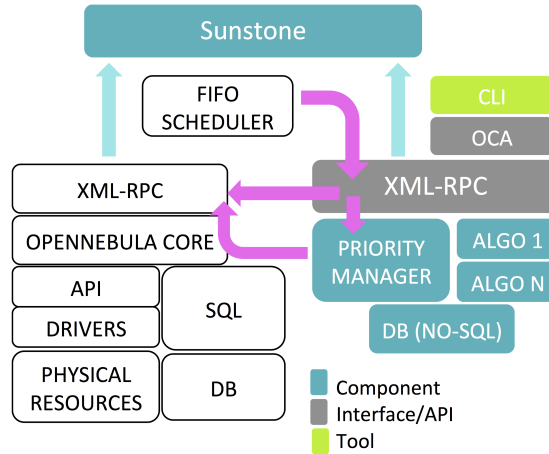 Sunstone
FIFO
SCHEDULER
CLI
OCA
XML-RPC
XML-RPC
OPENNEBULA CORE
PRIORITY
MANAGER
ALGO 1
ALGO N
API
SQL
DRIVERS
DB (NO-SQL)
PHYSICAL
RESOURCES
DB
Component
Interface/API
Tool